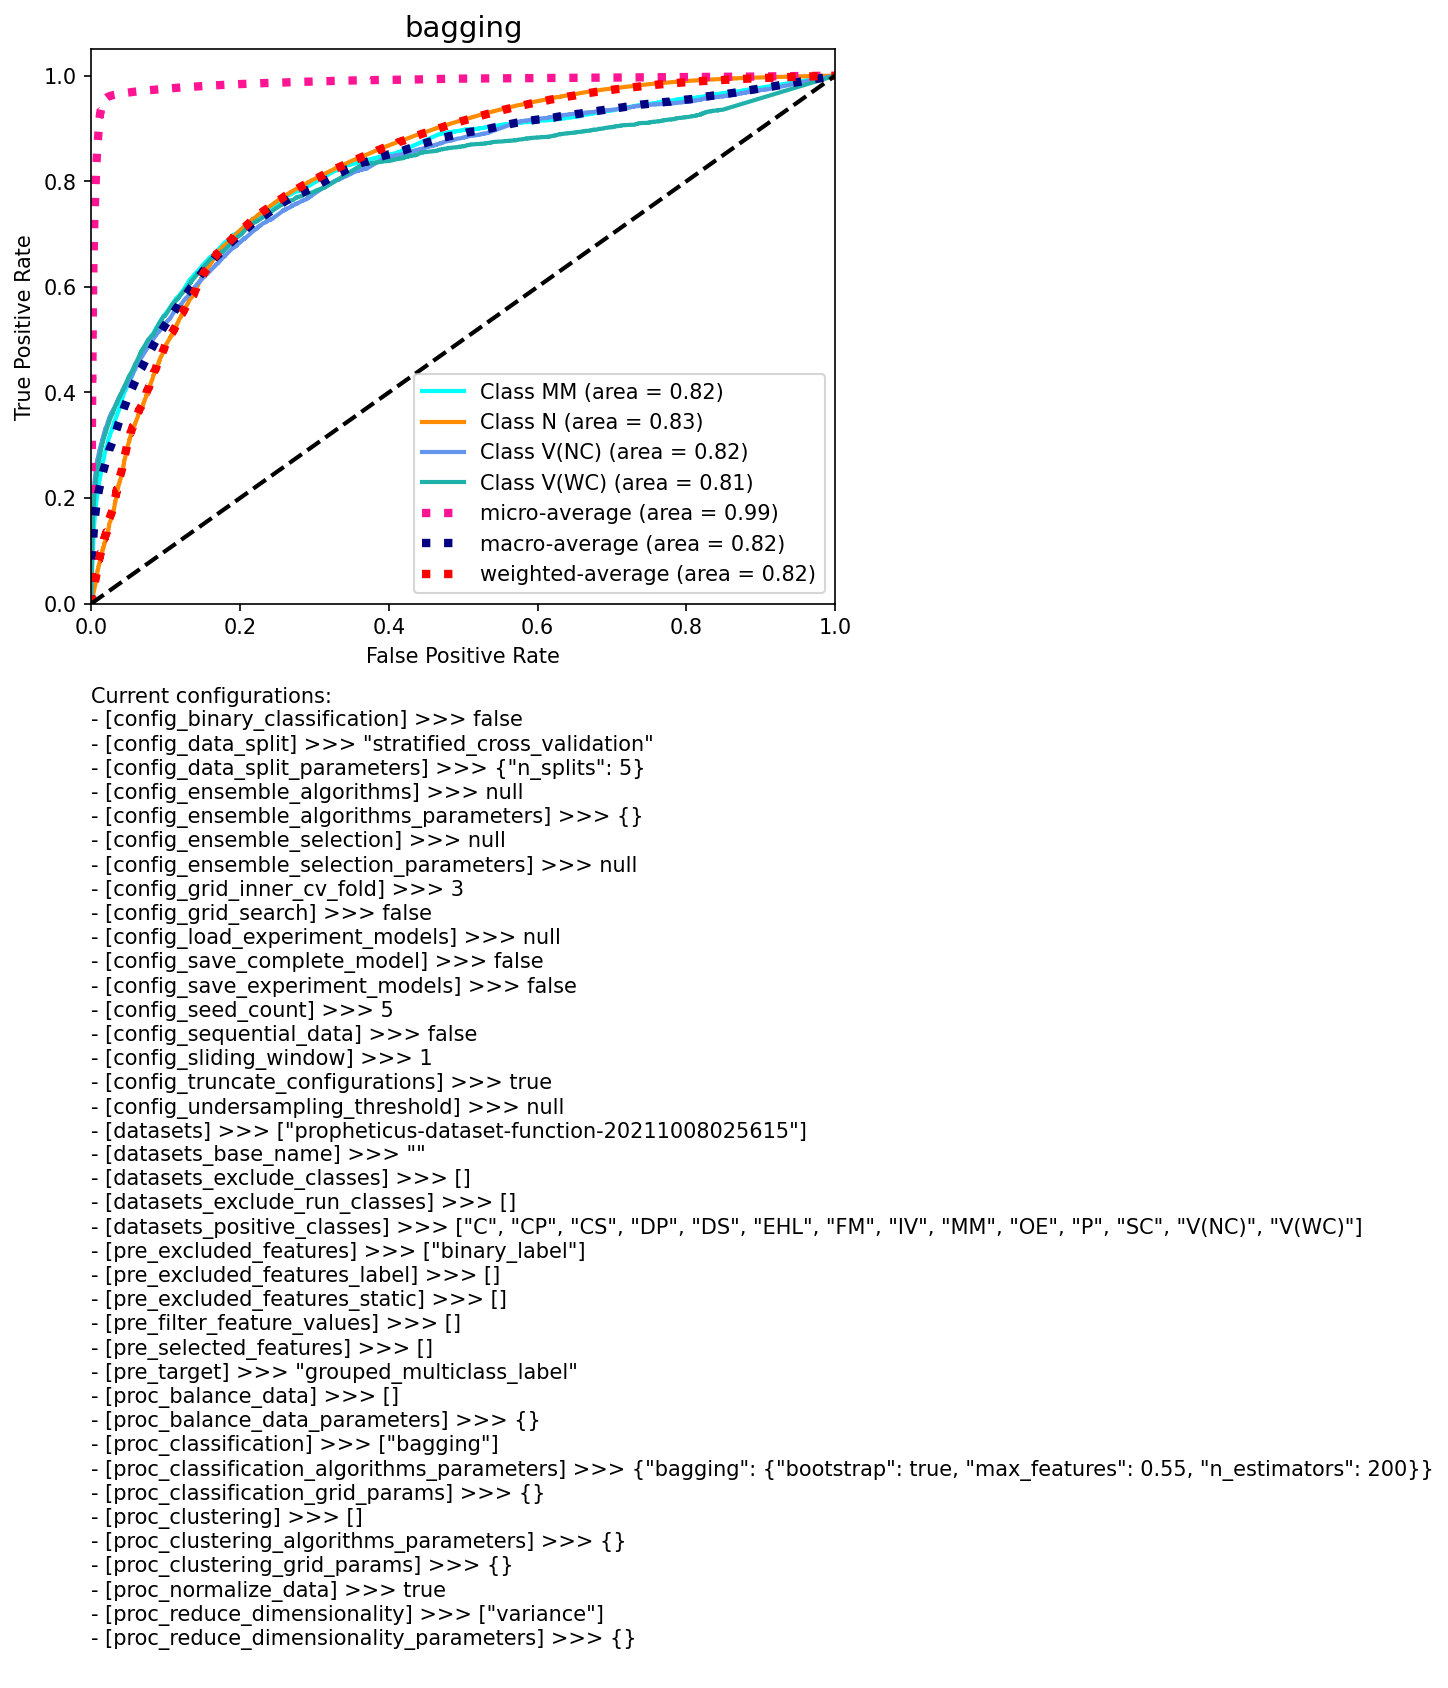 bagging
1.0
0.8
0.6
0.4
0.2
0.0
True Positive Rate
Class MM (area = 0.82)
Class N (area = 0.83)
Class V(NC) (area = 0.82)
Class V(WC) (area = 0.81)
micro-average (area = 0.99)
macro-average (area = 0.82)
weighted-average (area = 0.82)
0.0 0.2 0.4 0.6 0.8 1.0
False Positive Rate
Current configurations:
- [config_binary_classification] >>> false
- [config_data_split] >>> "stratified_cross_validation"
- [config_data_split_parameters] >>> {"n_splits": 5}
- [config_ensemble_algorithms] >>> null
- [config_ensemble_algorithms_parameters] >>> {}
- [config_ensemble_selection] >>> null
- [config_ensemble_selection_parameters] >>> null
- [config_grid_inner_cv_fold] >>> 3
- [config_grid_search] >>> false
- [config_load_experiment_models] >>> null
- [config_save_complete_model] >>> false
- [config_save_experiment_models] >>> false
- [config_seed_count] >>> 5
- [config_sequential_data] >>> false
- [config_sliding_window] >>> 1
- [config_truncate_configurations] >>> true
- [config_undersampling_threshold] >>> null
- [datasets] >>> ["propheticus-dataset-function-20211008025615"]
- [datasets_base_name] >>> ""
- [datasets_exclude_classes] >>> []
- [datasets_exclude_run_classes] >>> []
- [datasets_positive_classes] >>> ["C", "CP", "CS", "DP", "DS", "EHL", "FM", "IV", "MM", "OE", "P", "SC", "V(NC)", "V(WC)"]
- [pre_excluded_features] >>> ["binary_label"]
- [pre_excluded_features_label] >>> []
- [pre_excluded_features_static] >>> []
- [pre_filter_feature_values] >>> []
- [pre_selected_features] >>> []
- [pre_target] >>> "grouped_multiclass_label"
- [proc_balance_data] >>> []
- [proc_balance_data_parameters] >>> {}
- [proc_classification] >>> ["bagging"]
- [proc_classification_algorithms_parameters] >>> {"bagging": {"bootstrap": true, "max_features": 0.55, "n_estimators": 200}}
- [proc_classification_grid_params] >>> {}
- [proc_clustering] >>> []
- [proc_clustering_algorithms_parameters] >>> {}
- [proc_clustering_grid_params] >>> {}
- [proc_normalize_data] >>> true
- [proc_reduce_dimensionality] >>> ["variance"]
- [proc_reduce_dimensionality_parameters] >>> {}